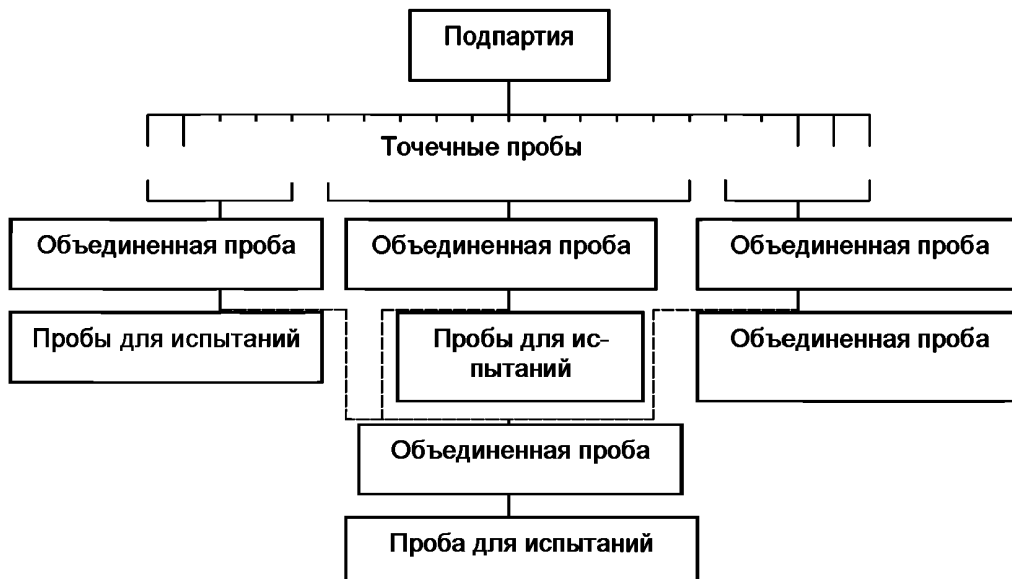 Подпартия
Точечные пробы
Объединенная проба
Объединенная проба
Объединенная проба
Пробы для испытаний
Пробы для ис-
пытаний
Объединенная проба
Объединенная проба
Проба для испытаний